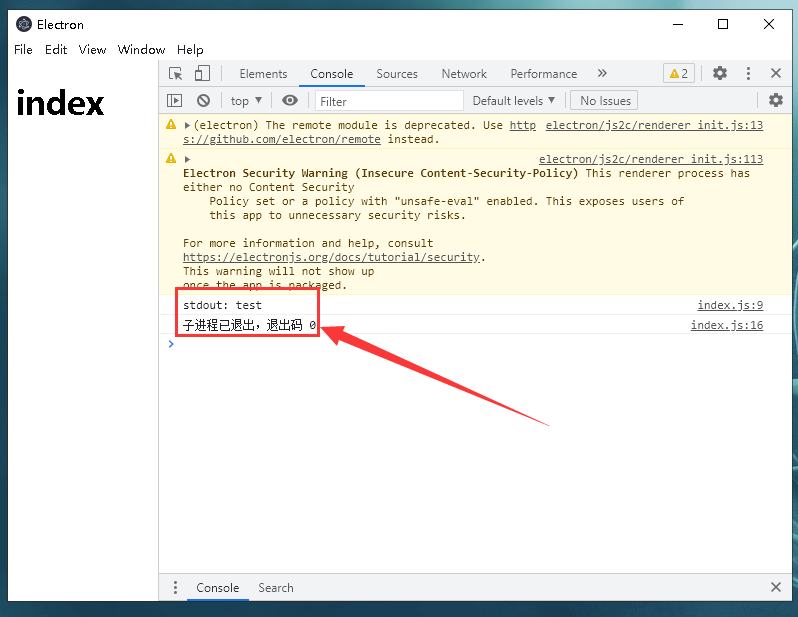 Electron
File Edit View Window Help
index
Elements Console Sources Network Performance » 2
top ▼ Filter Default levels ▼ No Issues
(electron) The remote module is deprecated. Use http electron/js2c/renderer_init.js:13
s://github.com/electron/remote instead.
electron/js2c/renderer_init.js:113
Electron Security Warning (Insecure Content-Security-Policy) This renderer process has
either no Content Security
Policy set or a policy with "unsafe-eval" enabled. This exposes users of
this app to unnecessary security risks.
For more information and help, consult
https://electronjs.org/docs/tutorial/security.
This warning will not show up
once the app is packaged.
stdout: test index.js:9
子进程已退出，退出码 0 index.js:16
Console Search